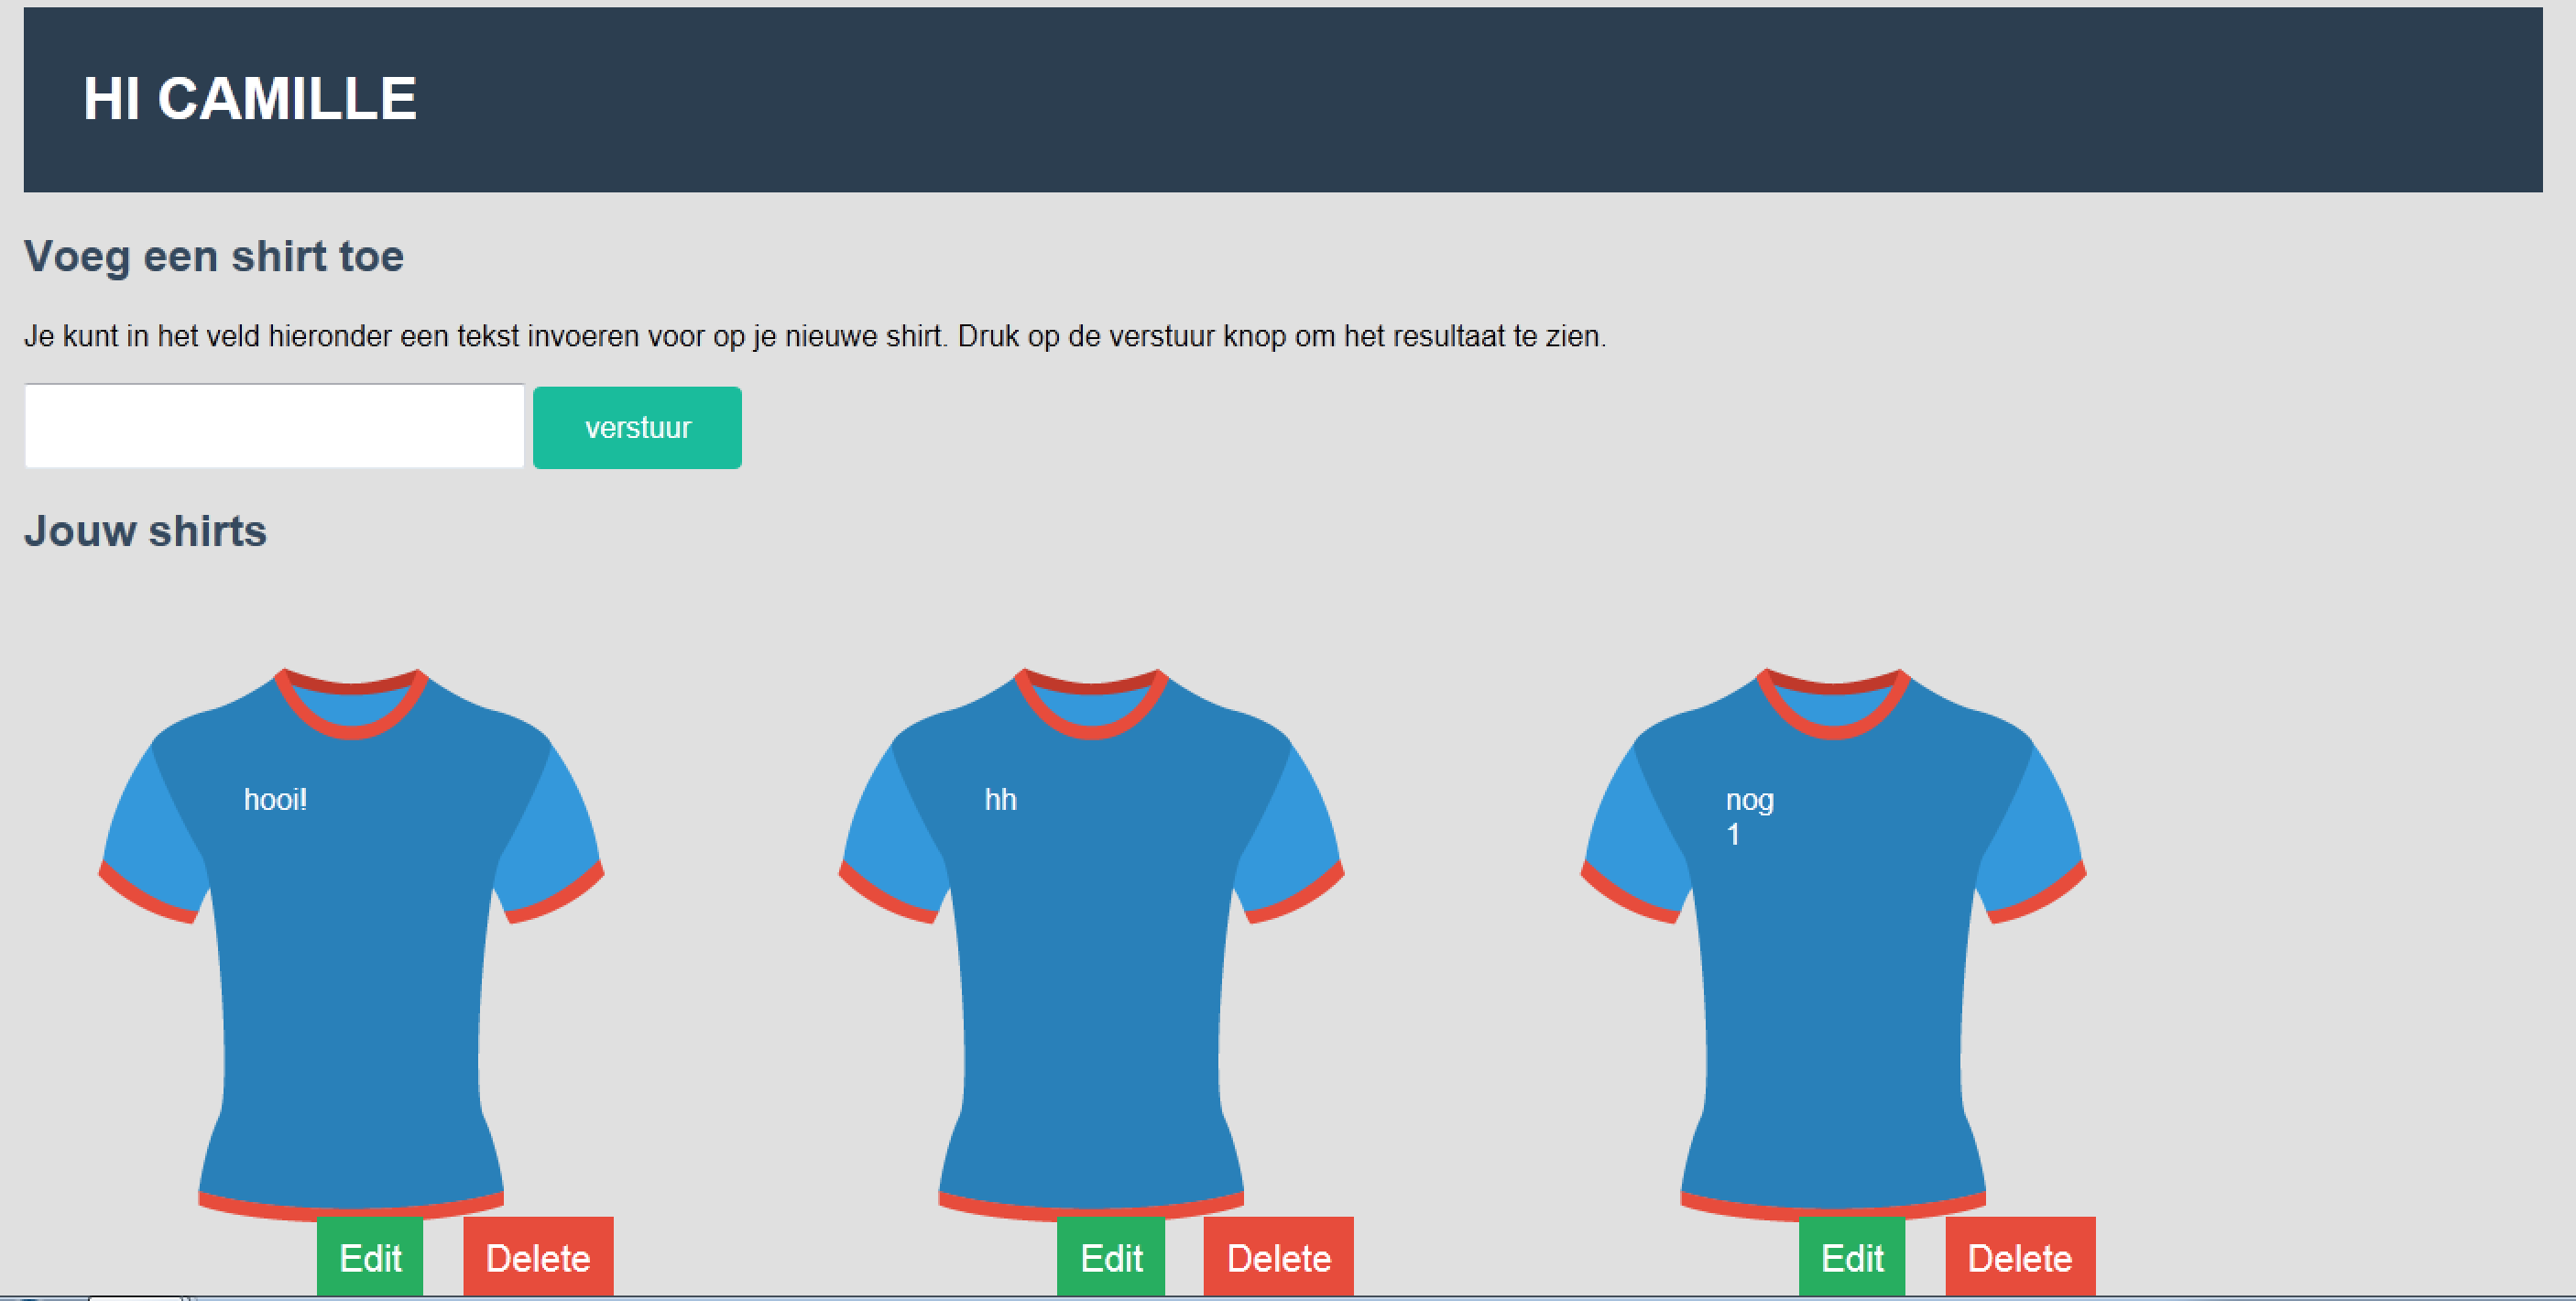 HI CAMILLE
Voeg een shirt toe
Je kunt in het veld hieronder een tekst invoeren voor op je nieuwe shirt. Druk op de verstuur knop om het resultaat te zien.
verstuur
Jouw shirts
hooi!
hh
nog
1
Edit Delete
Edit Delete
Edit Delete